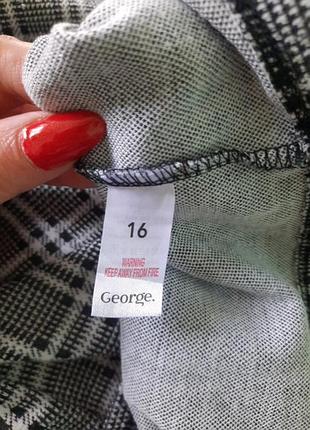 16
WARNING
KEEP AWAY FROM FIRE
George.